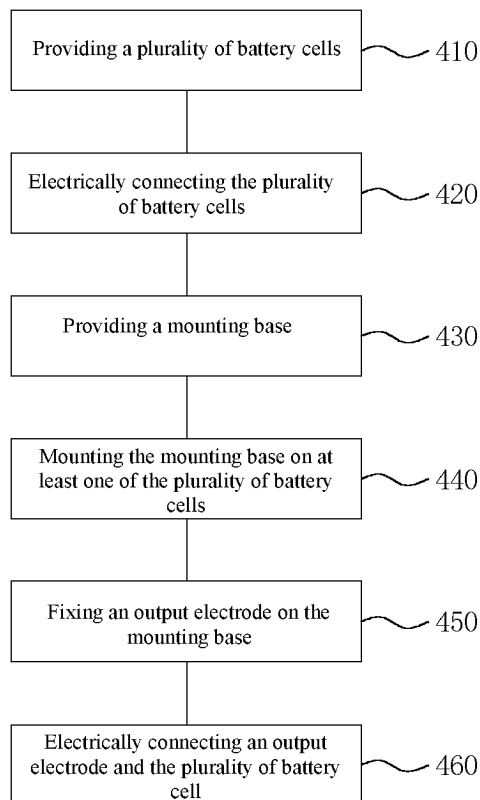 Providing a plurality of battery cells
410
Electrically connecting the plurality
of battery cells
420
Providing a mounting base
430
Mounting the mounting base on at
least one of the plurality of battery
cells
440
Fixing an output electrode on the
mounting base
450
Electrically connecting an output
electrode and the plurality of battery
cell
460